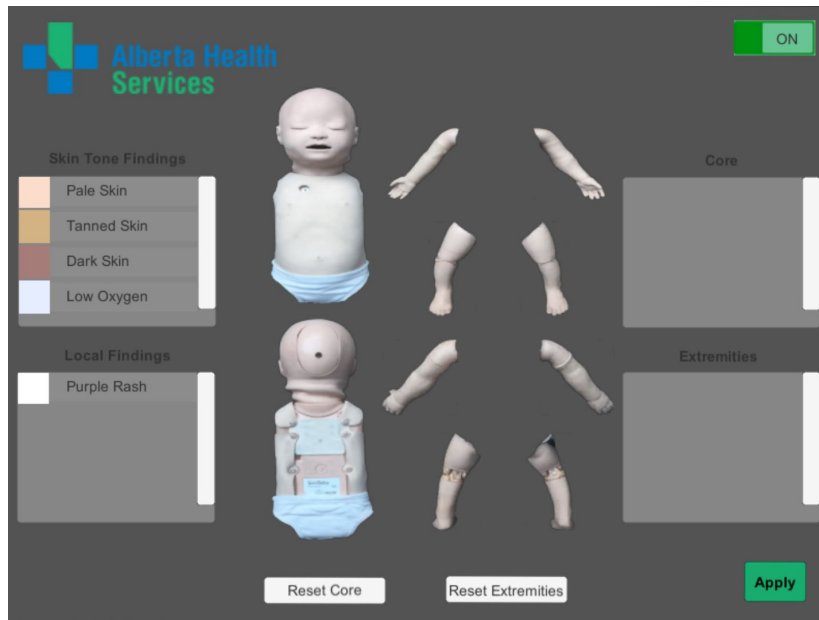 Alberta Health
Services
ON
Skin Tone Findings
Pale Skin
Tanned Skin
Dark Skin
Low Oxygen
Core
Local Findings
Purple Rash
Extremities
Reset Core
Reset Extremities
Apply